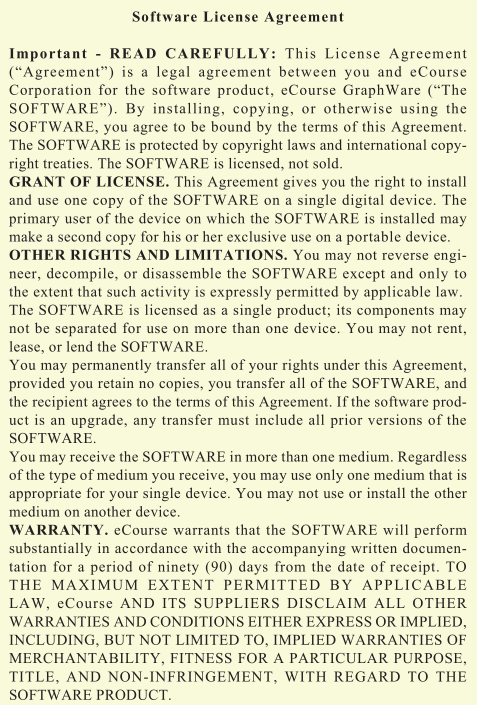 Software License Agreement
Important - READ CAREFULLY: This License Agreement
(“Agreement”) is a legal agreement between you and eCourse
Corporation for the software product, eCourse GraphWare (“The
SOFTWARE”). By installing, copying, or otherwise using the
SOFTWARE, you agree to be bound by the terms of this Agreement.
The SOFTWARE is protected by copyright laws and international copy-
right treaties. The SOFTWARE is licensed, not sold.
GRANT OF LICENSE. This Agreement gives you the right to install
and use one copy of the SOFTWARE on a single digital device. The
primary user of the device on which the SOFTWARE is installed may
make a second copy for his or her exclusive use on a portable device.
OTHER RIGHTS AND LIMITATIONS. You may not reverse engi-
neer, decompile, or disassemble the SOFTWARE except and only to
the extent that such activity is expressly permitted by applicable law.
The SOFTWARE is licensed as a single product; its components may
not be separated for use on more than one device. You may not rent,
lease, or lend the SOFTWARE.
You may permanently transfer all of your rights under this Agreement,
provided you retain no copies, you transfer all of the SOFTWARE, and
the recipient agrees to the terms of this Agreement. If the software prod-
uct is an upgrade, any transfer must include all prior versions of the
SOFTWARE.
You may receive the SOFTWARE in more than one medium. Regardless
of the type of medium you receive, you may use only one medium that is
appropriate for your single device. You may not use or install the other
medium on another device.
WARRANTY. eCourse warrants that the SOFTWARE will perform
substantially in accordance with the accompanying written documen-
tation for a period of ninety (90) days from the date of receipt. TO
THE MAXIMUM EXTENT PERMITTED BY APPLICABLE
LAW, eCourse AND ITS SUPPLIERS DISCLAIM ALL OTHER
WARRANTIES AND CONDITIONS EITHER EXPRESS OR IMPLIED,
INCLUDING, BUT NOT LIMITED TO, IMPLIED WARRANTIES OF
MERCHANTABILITY, FITNESS FOR A PARTICULAR PURPOSE,
TITLE, AND NON-INFRINGEMENT, WITH REGARD TO THE
SOFTWARE PRODUCT.